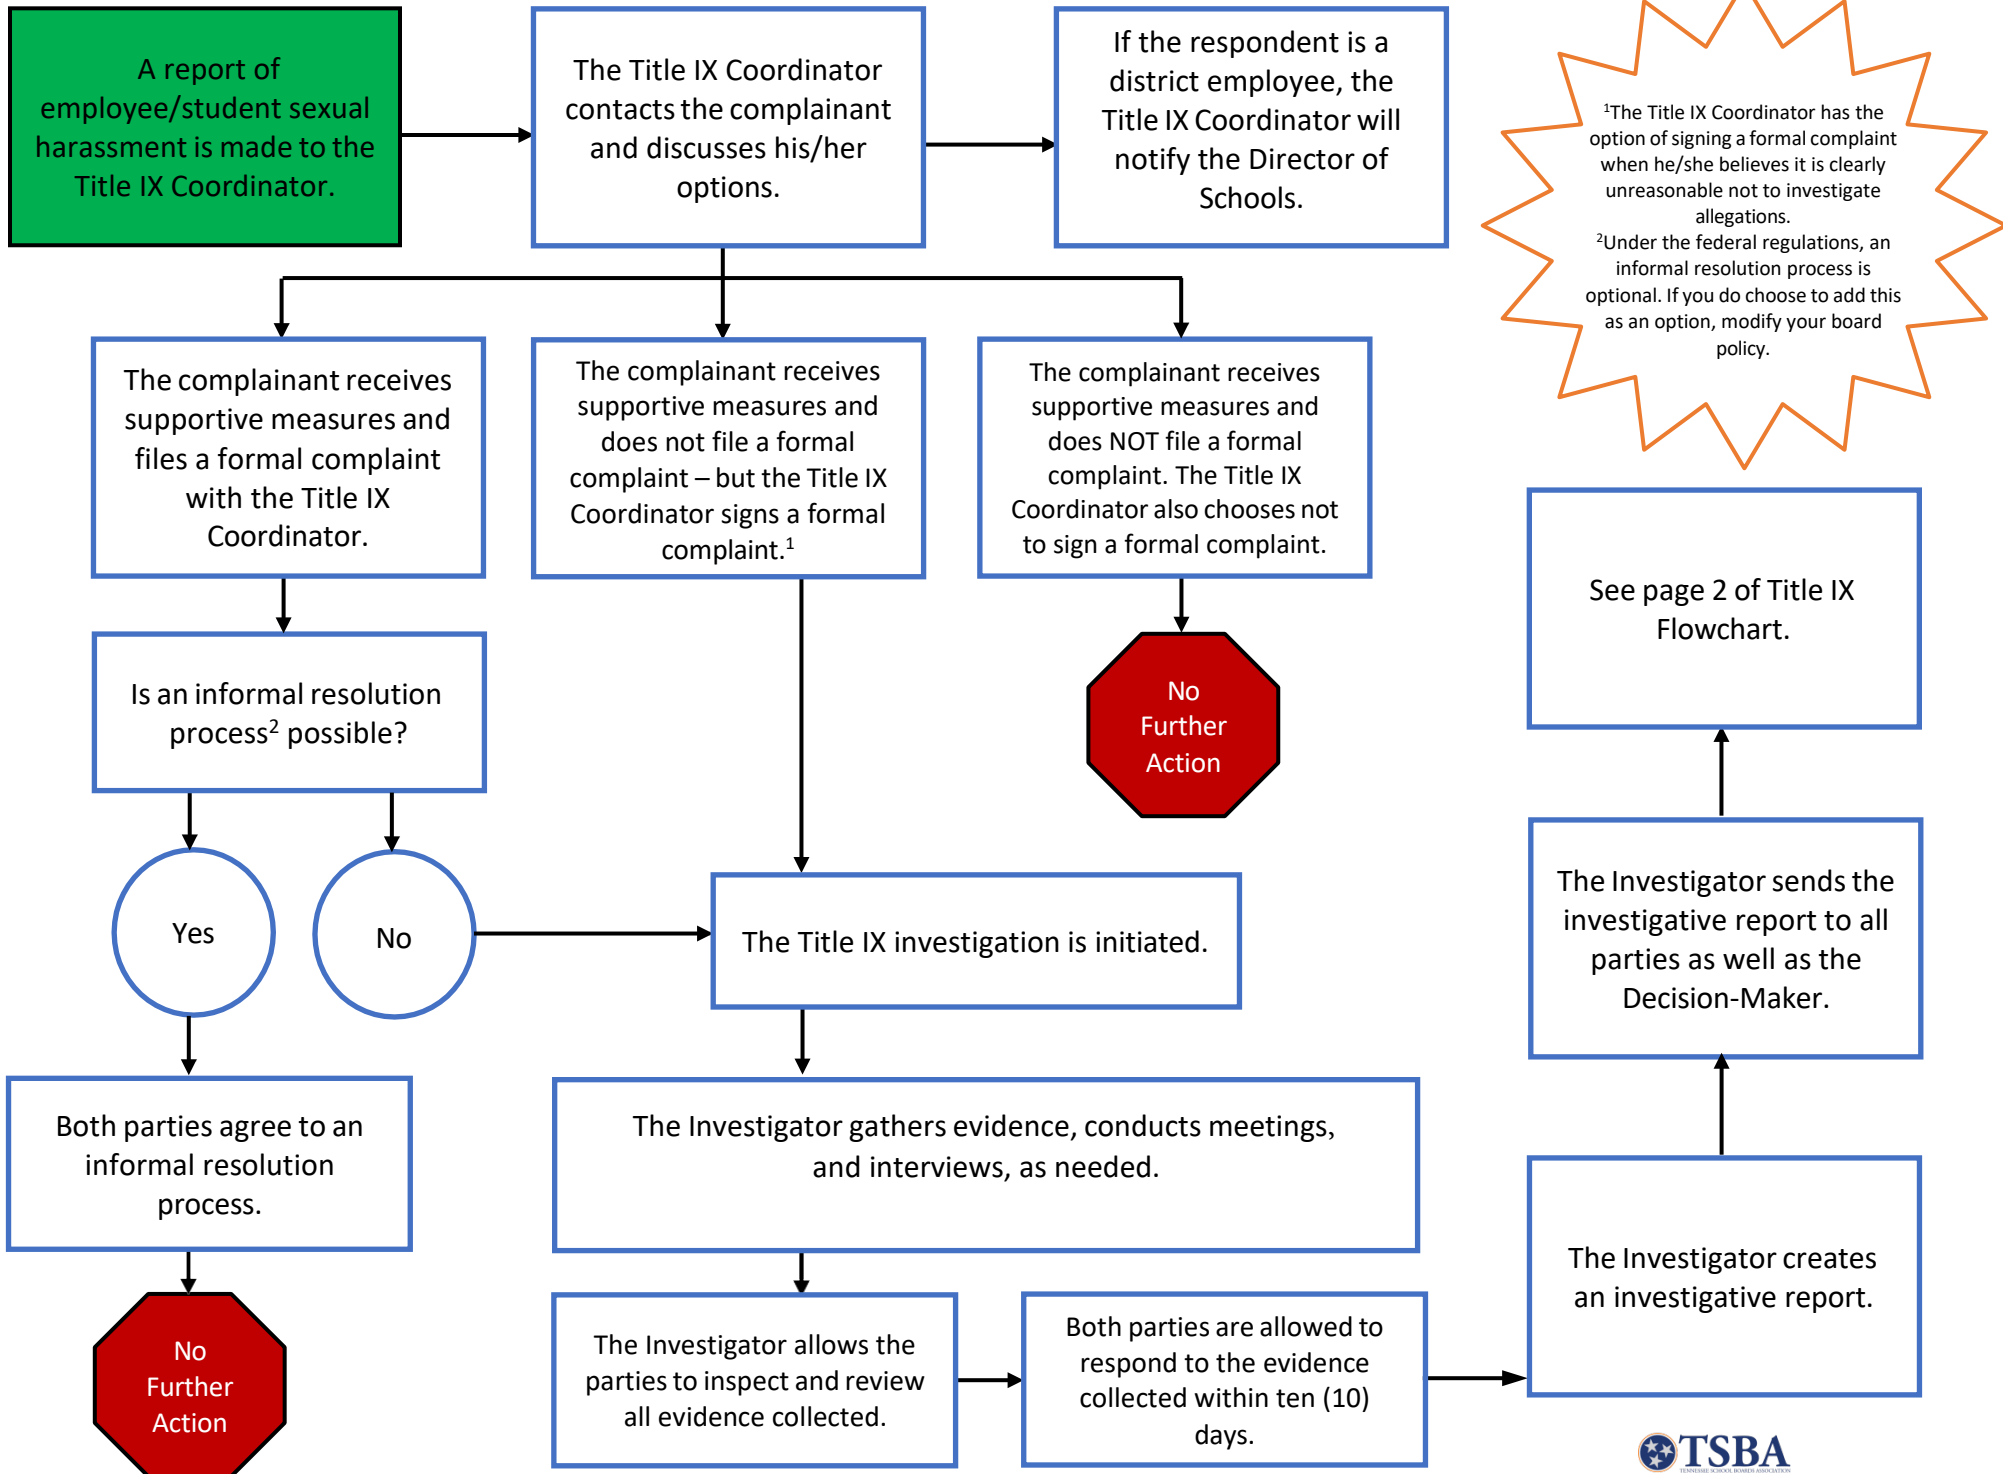 A report of
employee/student sexual
harassment is made to the
Title IX Coordinator.
The Title IX Coordinator
contacts the complainant
and discusses his/her
options.
If the respondent is a
district employee, the
Title IX Coordinator will
notify the Director of
Schools.
¹The Title IX Coordinator has the
option of signing a formal complaint
when he/she believes it is clearly
unreasonable not to investigate
allegations.
²Under the federal regulations, an
informal resolution process is
optional. If you do choose to add this
as an option, modify your board
policy.
The complainant receives
supportive measures and
files a formal complaint
with the Title IX
Coordinator.
The complainant receives
supportive measures and
does not file a formal
complaint – but the Title IX
Coordinator signs a formal
complaint.¹
The complainant receives
supportive measures and
does NOT file a formal
complaint. The Title IX
Coordinator also chooses not
to sign a formal complaint.
Is an informal resolution
process² possible?
No
Further
Action
Yes
No
The Title IX investigation is initiated.
Both parties agree to an
informal resolution
process.
No
Further
Action
The Investigator gathers evidence, conducts meetings,
and interviews, as needed.
The Investigator allows the
parties to inspect and review
all evidence collected.
Both parties are allowed to
respond to the evidence
collected within ten (10)
days.
The Investigator creates
an investigative report.
The Investigator sends the
investigative report to all
parties as well as the
Decision-Maker.
See page 2 of Title IX
Flowchart.
TSBA
TENNESSEE SCHOOL BOARDS ASSOCIATION